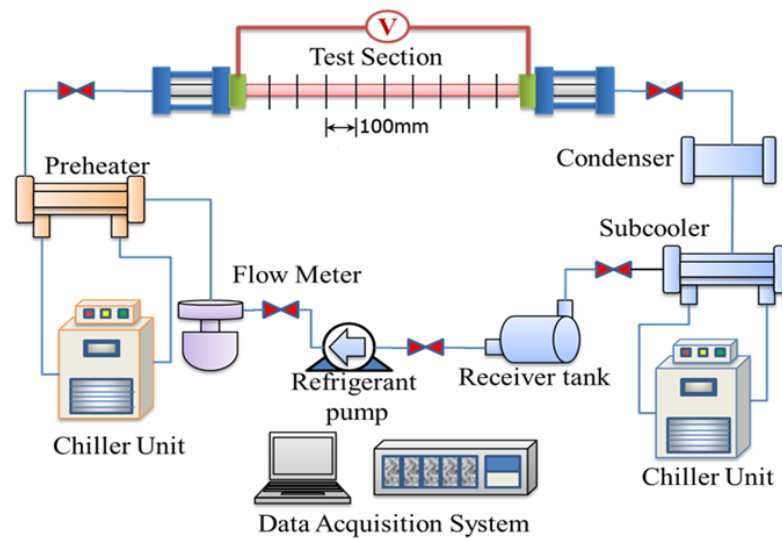 V
Test Section
100mm
Preheater
Condenser
Subcooler
Flow Meter
Refrigerant
pump
Receiver tank
Chiller Unit
Chiller Unit
Data Acquisition System